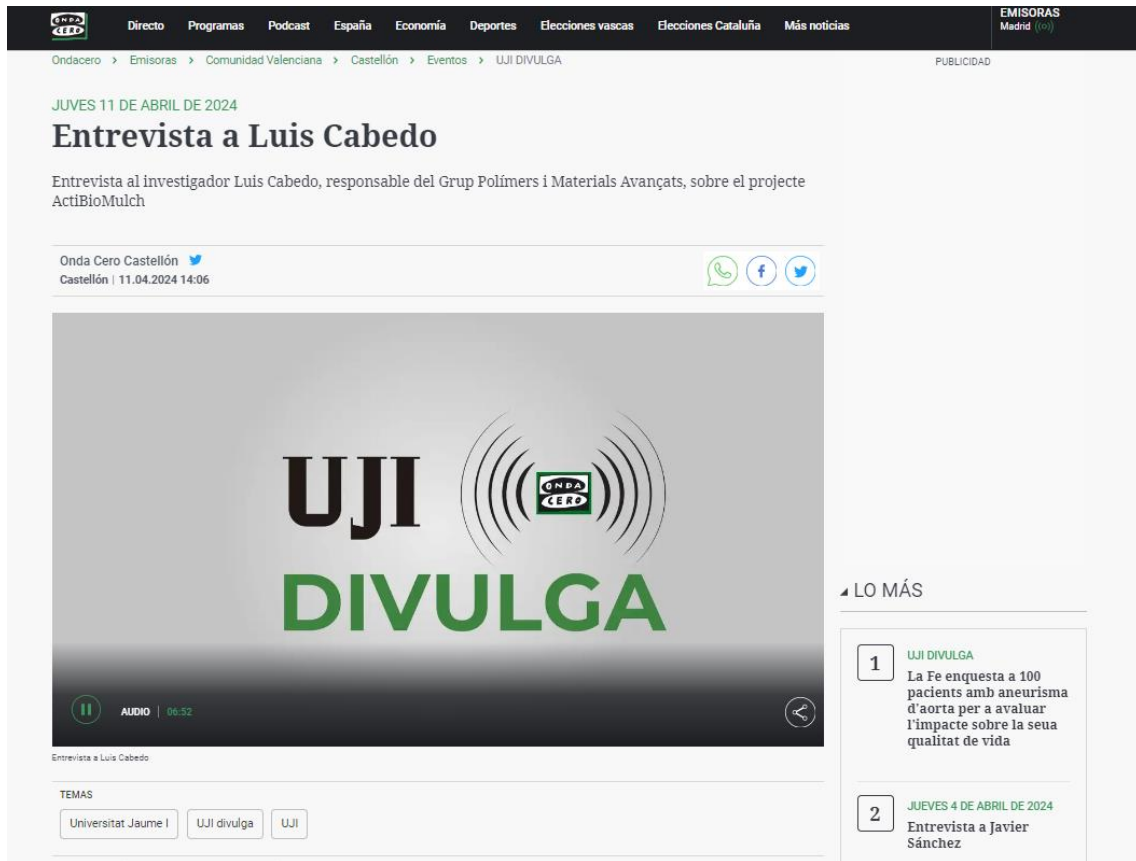 ONDA
CERO
Directo Programas Podcast España Economía Deportes Elecciones vascas Elecciones Cataluña Más noticias
EMISORAS
Madrid
Ondacero > Emisoras > Comunidad Valenciana > Castellón > Eventos > UJI DIVULGA
PUBLICIDAD
JUVES 11 DE ABRIL DE 2024
Entrevista a Luis Cabedo
Entrevista al investigador Luis Cabedo, responsable del Grup Polímers i Materials Avançats, sobre el projecte
ActiBioMulch
Onda Cero Castellón
Castellón | 11.04.2024 14:06
UJI
ONDA
CERO
DIVULGA
AUDIO | 06:52
Entrevista a Luis Cabedo
TEMAS
Universitat Jaume I UJI divulga UJI
LO MÁS
1
UJI DIVULGA
La Fe enquesta a 100
pacients amb aneurisma
d'aorta per a avaluar
l'impacte sobre la seua
qualitat de vida
2
JUEVES 4 DE ABRIL DE 2024
Entrevista a Javier
Sánchez